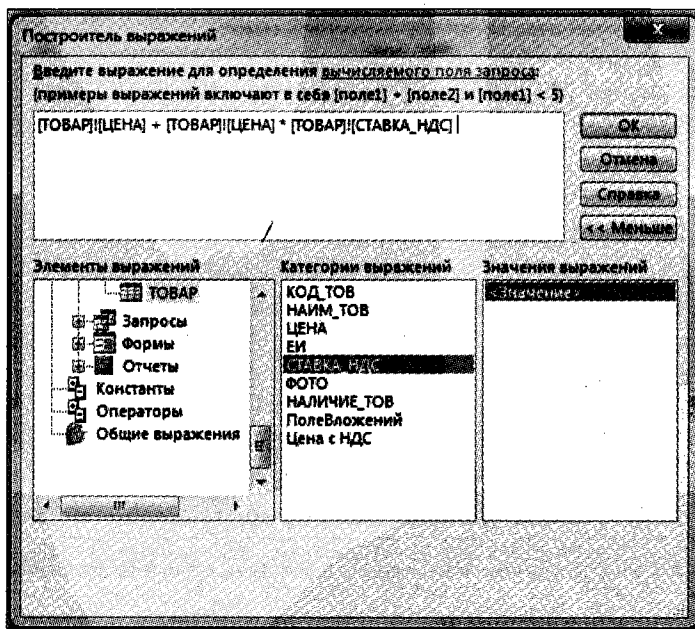 Построитель выражений
X
Введите выражение для определения вычисляемого поля запроса:
(примеры выражений включают в себя [поле1] + [поле2] и [поле1] < 5)
[ТОВАР]![ЦЕНА] + [ТОВАР]![ЦЕНА] * [ТОВАР]![СТАВКА_НДС]
ОК
Отмена
Справка
<< Меньше
Элементы выражений
ТОВАР
Запросы
Формы
Отчеты
Константы
Операторы
Общие выражения
Категории выражений
КОД_ТОВ
НАИМ_ТОВ
ЦЕНА
ЕИ
СТАВКА_НДС
ФОТО
НАЛИЧИЕ_ТОВ
ПолеВложений
Цена с НДС
Значения выражений
<Значение>